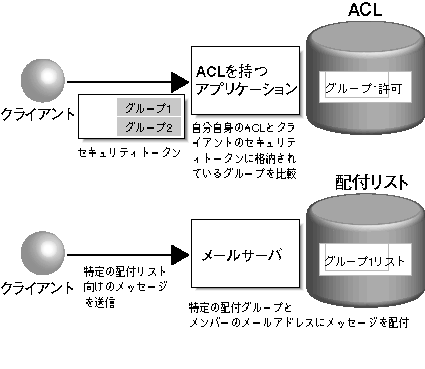 ACL
ACLを持つ
アプリケーション
グループ1許可
クライアント
グループ1
グループ2
セキュリティトークン
自分自身のACLとクラ
イアントのセキュリテ
ィトークンに格納され
ているグループを比較
配付リスト
メールサーバ
グループ1リスト
クライアント
特定の配付リスト
向けのメッセージ
を送信
特定の配付グループと
メンバーのメールアドレスにメッセージを配付